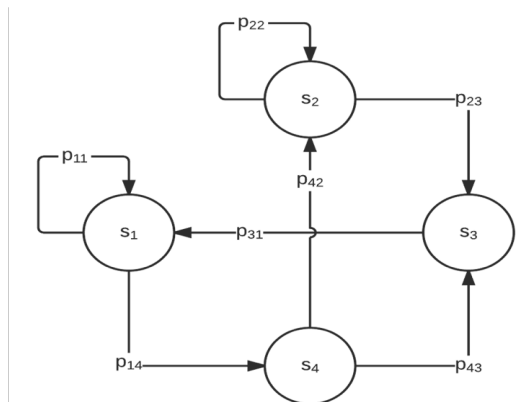 p₂₂
s₂
p₂₃
p₁₁
p₄₂
s₁
p₃₁
s₃
p₁₄
s₄
p₄₃